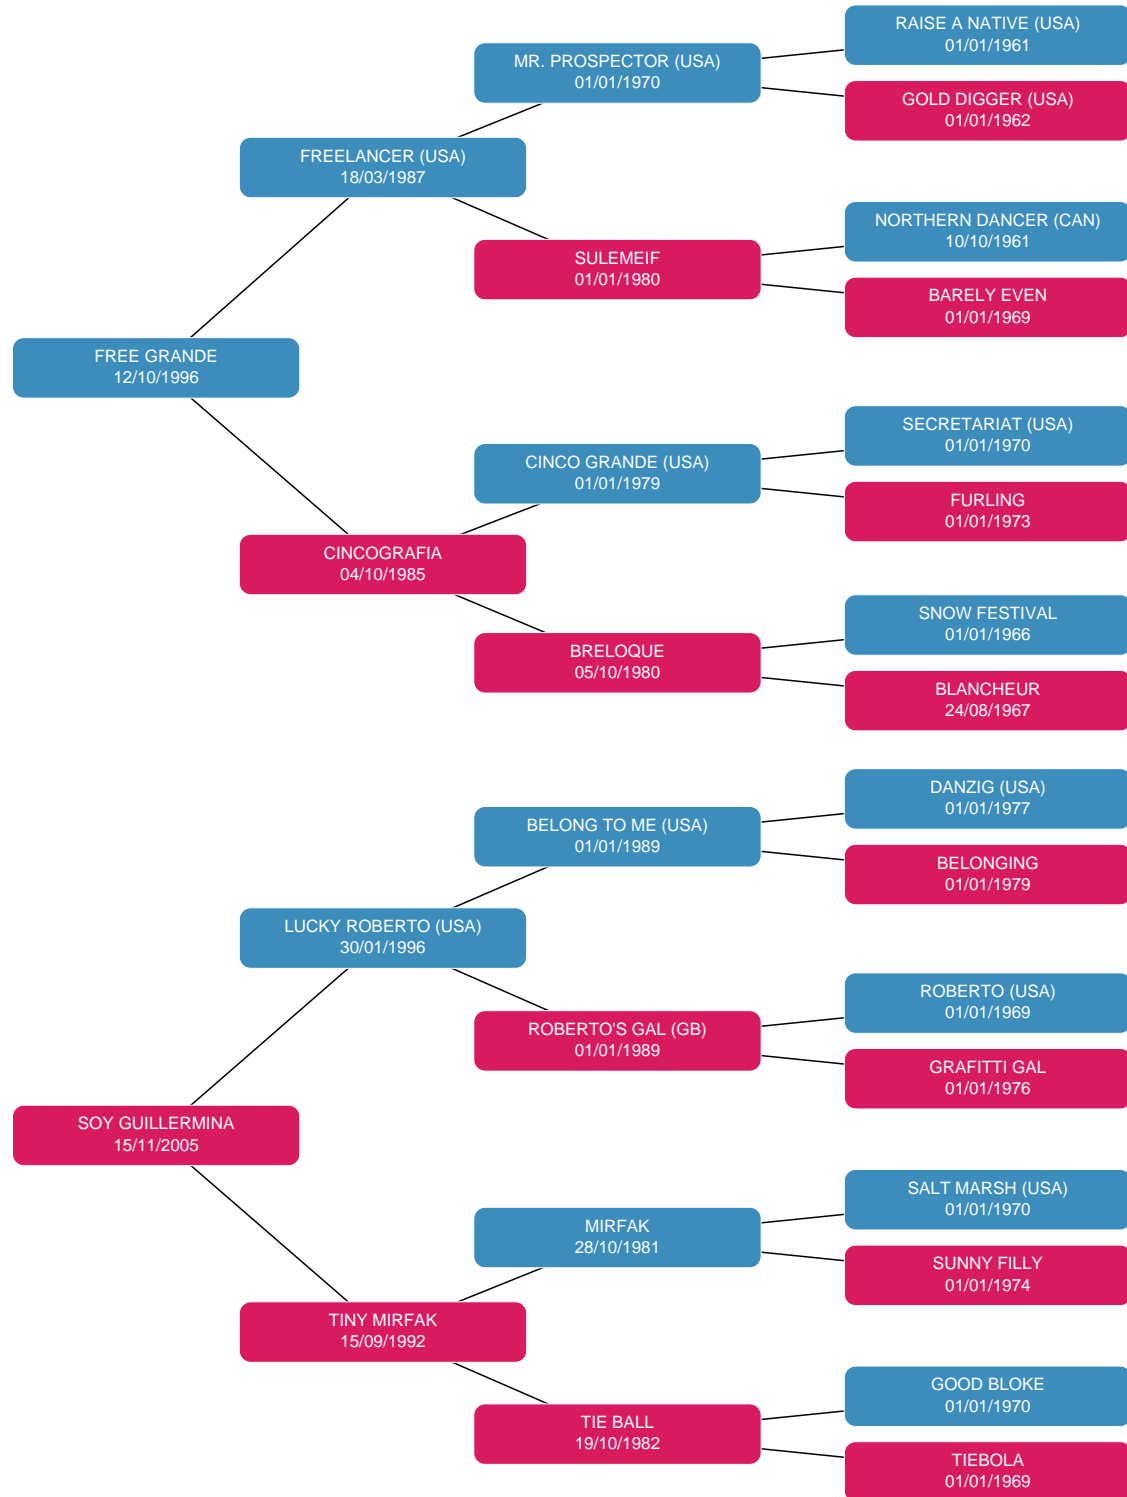 RAISE A NATIVE (USA)
01/01/1961
MR. PROSPECTOR (USA)
01/01/1970
GOLD DIGGER (USA)
01/01/1962
FREELANCER (USA)
18/03/1987
NORTHERN DANCER (CAN)
10/10/1961
SULEMEIF
01/01/1980
BARELY EVEN
01/01/1969
FREE GRANDE
12/10/1996
SECRETARIAT (USA)
01/01/1970
CINCO GRANDE (USA)
01/01/1979
FURLING
01/01/1973
CINCOGRAFIA
04/10/1985
SNOW FESTIVAL
01/01/1966
BRELOQUE
05/10/1980
BLANCHEUR
24/08/1967
DANZIG (USA)
01/01/1977
BELONG TO ME (USA)
01/01/1989
BELONGING
01/01/1979
LUCKY ROBERTO (USA)
30/01/1996
ROBERTO (USA)
01/01/1969
ROBERTO'S GAL (GB)
01/01/1989
GRAFITTI GAL
01/01/1976
SOY GUILLERMINA
15/11/2005
SALT MARSH (USA)
01/01/1970
MIRFAK
28/10/1981
SUNNY FILLY
01/01/1974
TINY MIRFAK
15/09/1992
GOOD BLOKE
01/01/1970
TIE BALL
19/10/1982
TIEBOLA
01/01/1969